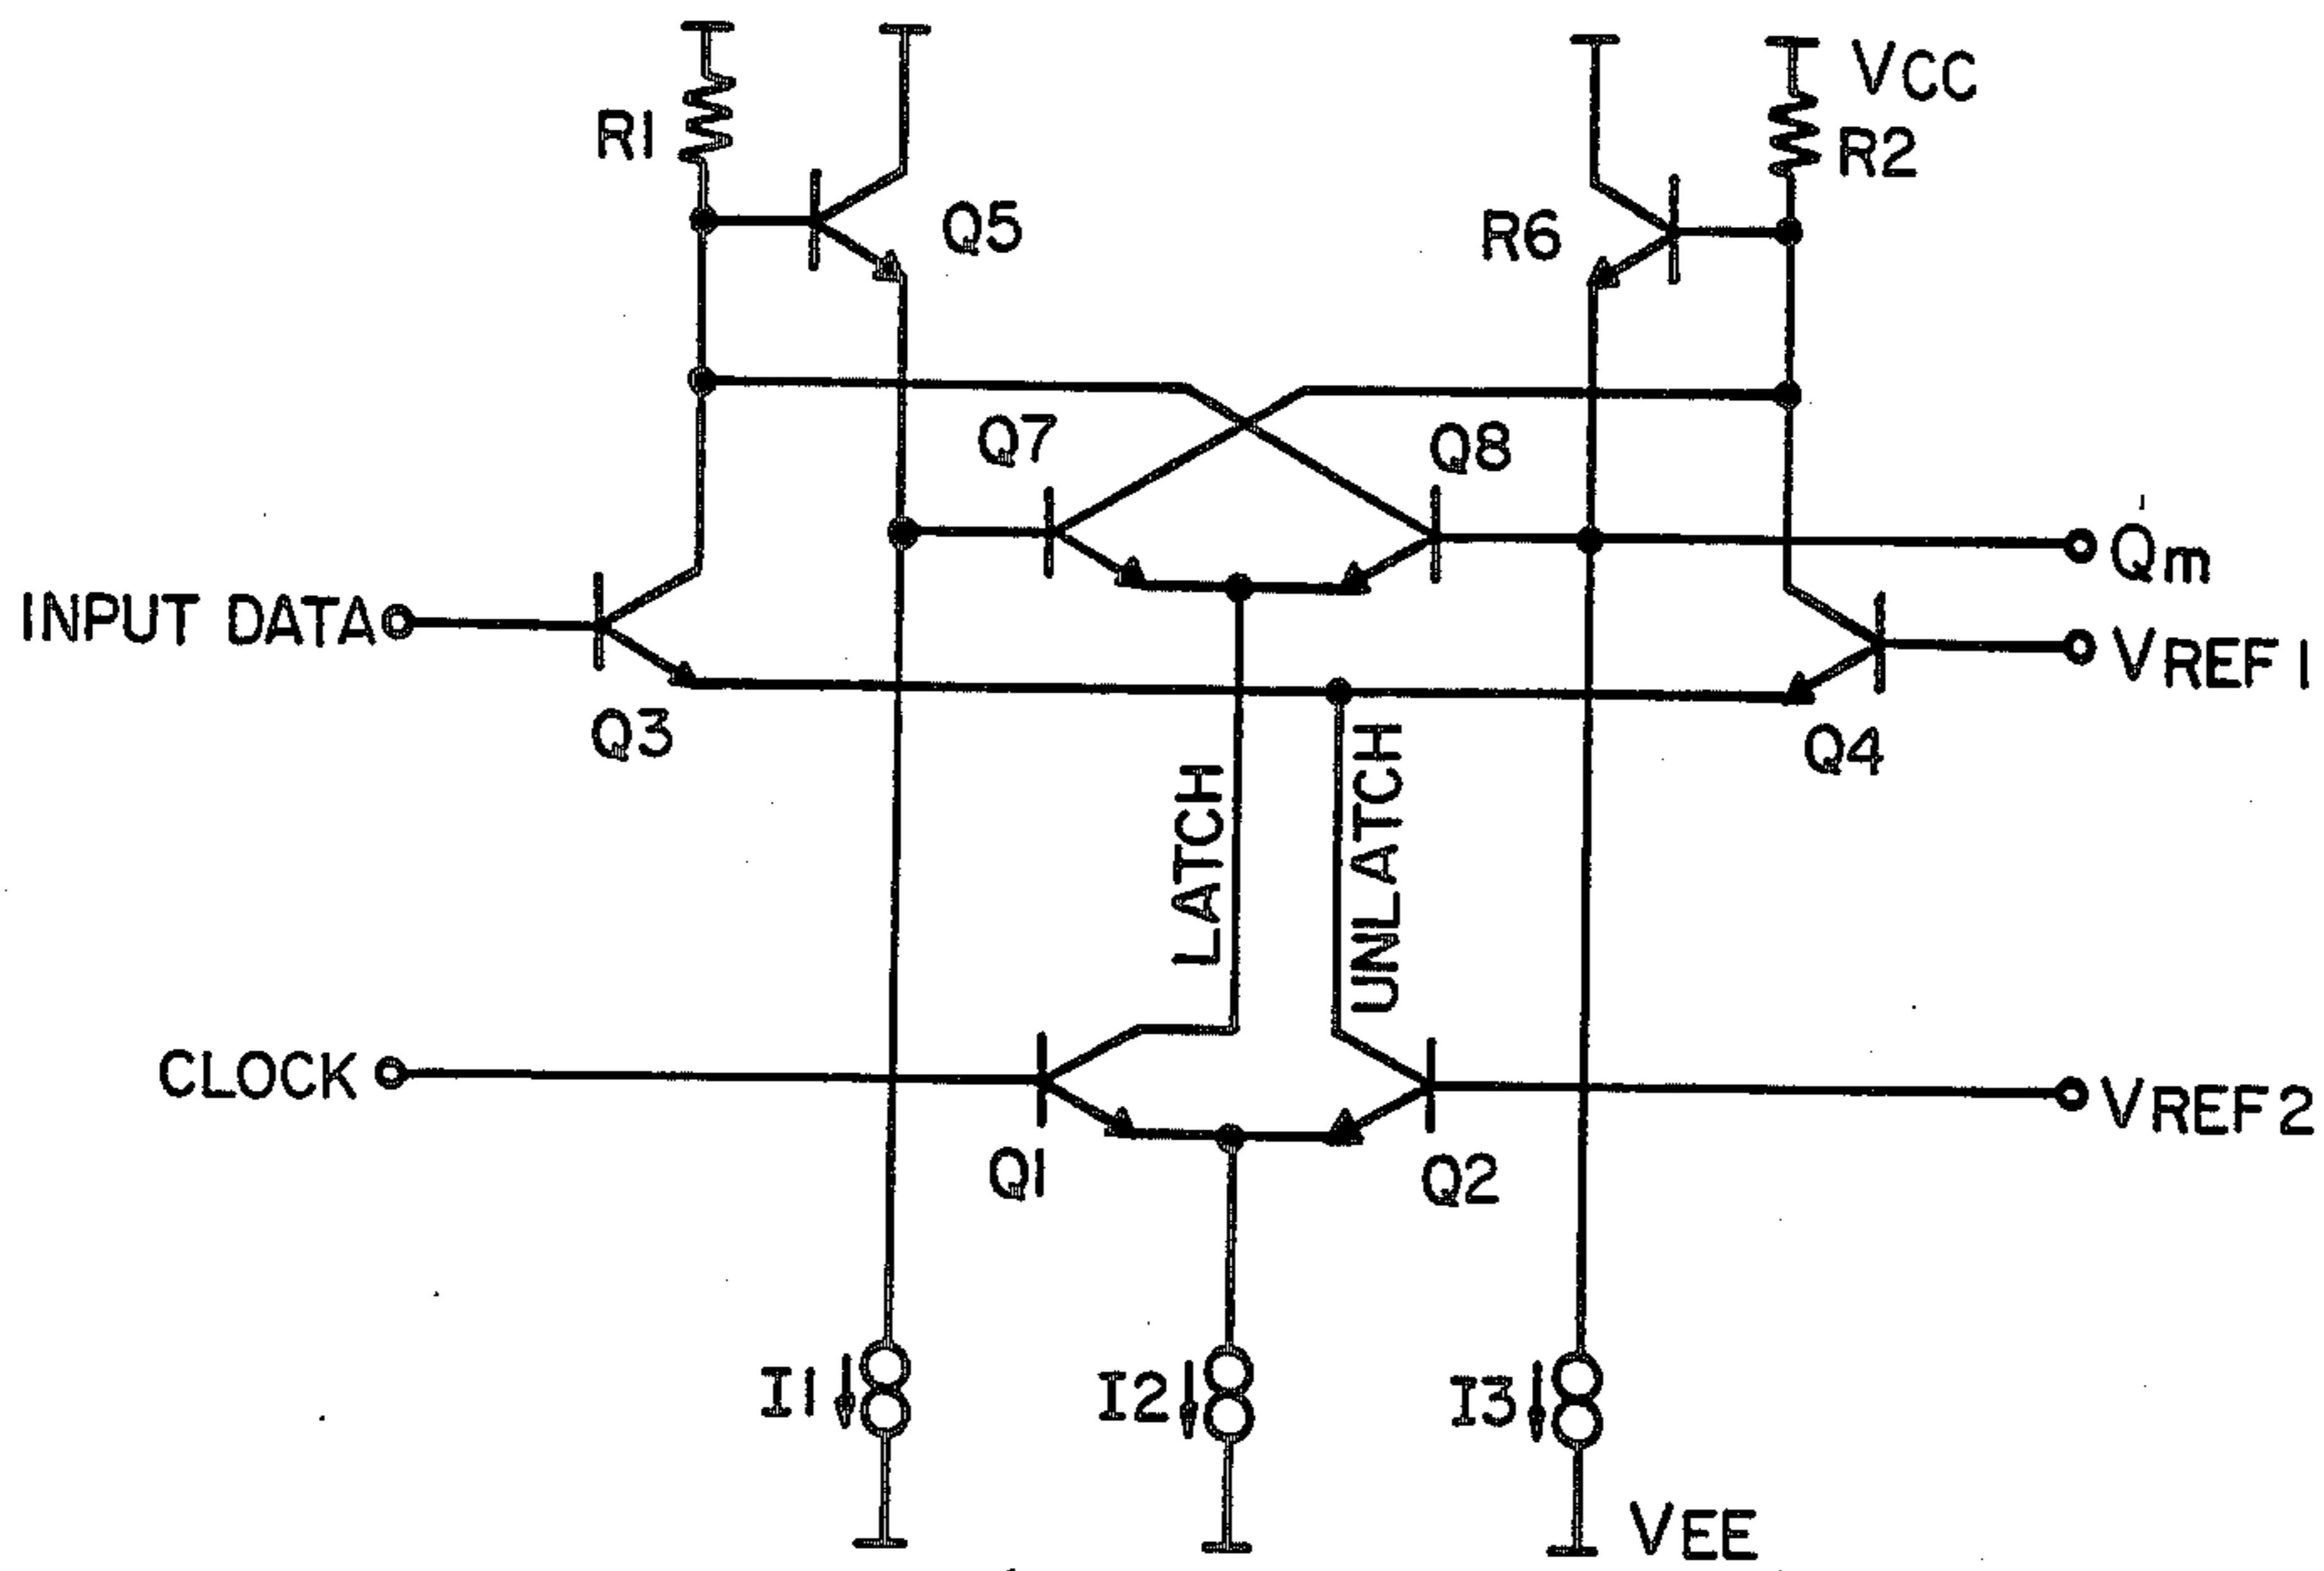 VCC
R1
R2
Q5
R6
Q7
Q8
Qm
INPUT DATA
VREF1
Q3
Q4
LATCH
UNLATCH
CLOCK
VREF2
Q1
Q2
I1
I2
I3
VEE